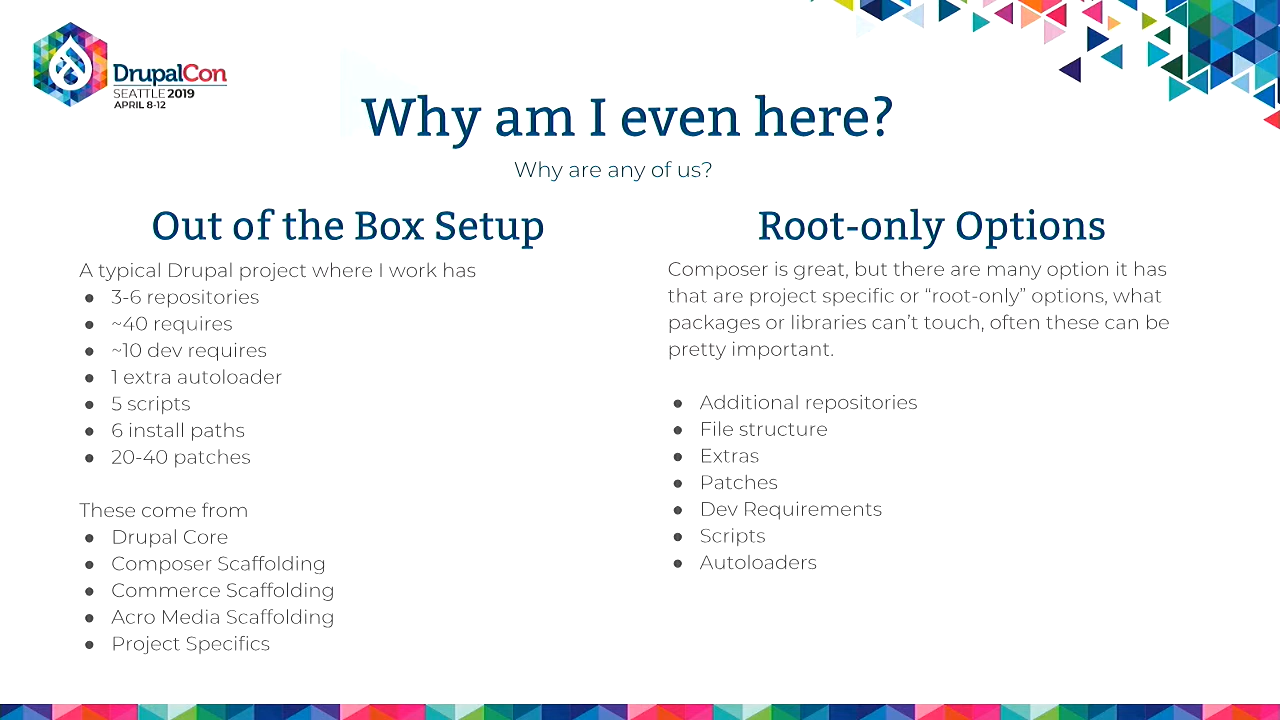 DrupalCon
SEATTLE 2019
APRIL 8-12
Why am I even here?
Why are any of us?
Out of the Box Setup
A typical Drupal project where I work has
● 3-6 repositories
● ~40 requires
● ~10 dev requires
● 1 extra autoloader
● 5 scripts
● 6 install paths
● 20-40 patches
These come from
● Drupal Core
● Composer Scaffolding
● Commerce Scaffolding
● Acro Media Scaffolding
● Project Specifics
Root-only Options
Composer is great, but there are many option it has
that are project specific or “root-only” options, what
packages or libraries can’t touch, often these can be
pretty important.
● Additional repositories
● File structure
● Extras
● Patches
● Dev Requirements
● Scripts
● Autoloaders